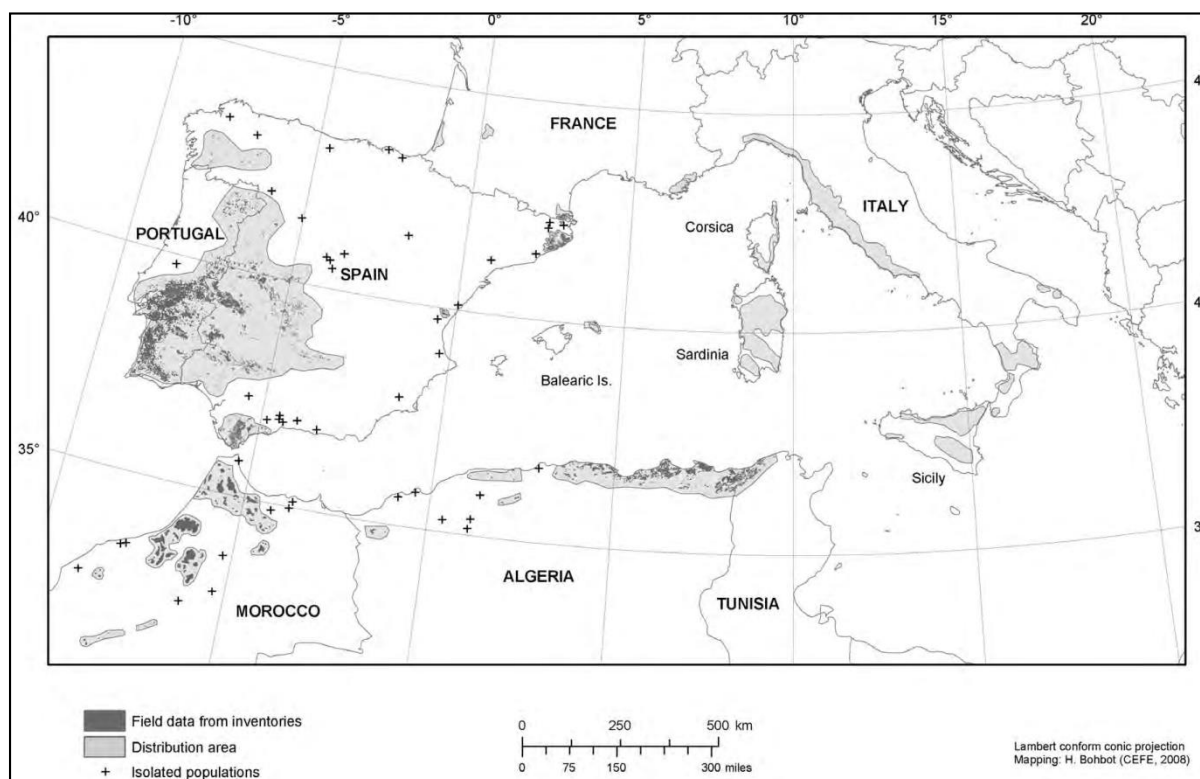 -10° -5° 0° 5° 10° 15° 20°
FRANCE
40°
PORTUGAL
ITALY
Corsica
SPAIN
4
Sardinia
Balearic Is.
35°
Sicily
3
ALGERIA
MOROCCO
TUNISIA
Field data from inventories
Distribution area
Isolated populations
0 250 500 km
0 75 150 300 miles
Lambert conform conic projection
Mapping: H. Bohbot (CEFE, 2008)